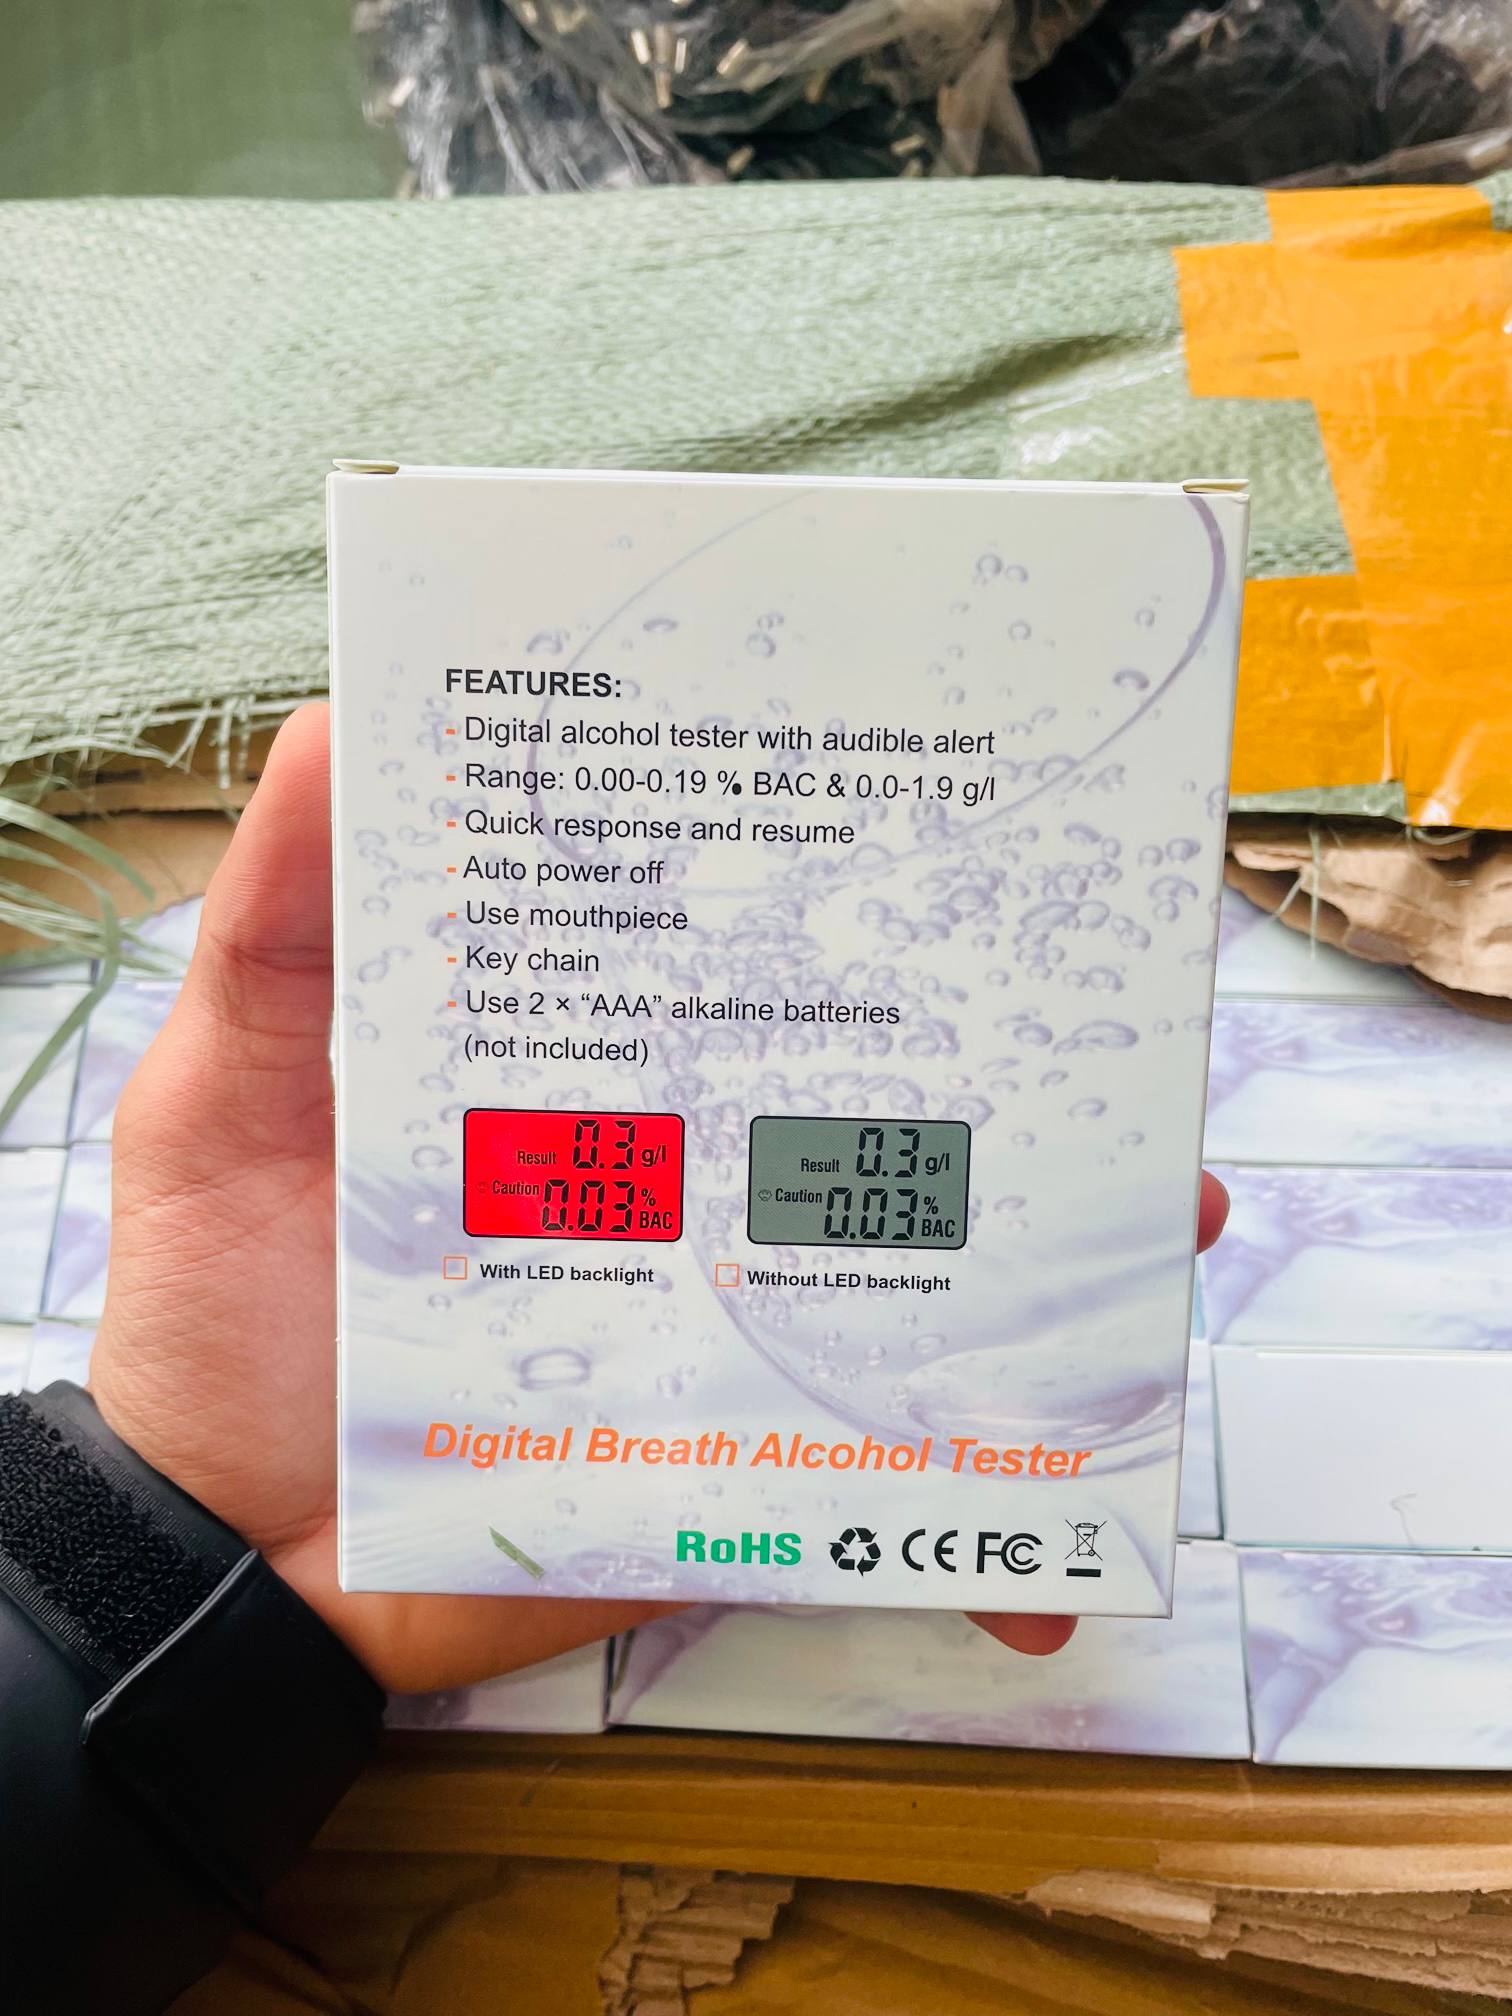 FEATURES:
- Digital alcohol tester with audible alert
- Range: 0.00-0.19 % BAC & 0.0-1.9 g/l
- Quick response and resume
- Auto power off
- Use mouthpiece
- Key chain
- Use 2 × “AAA” alkaline batteries
(not included)
Result 0.3 g/l
Caution 0.03 % BAC
Result 0.3 g/l
Caution 0.03 % BAC
With LED backlight
Without LED backlight
Digital Breath Alcohol Tester
RoHS CE FC